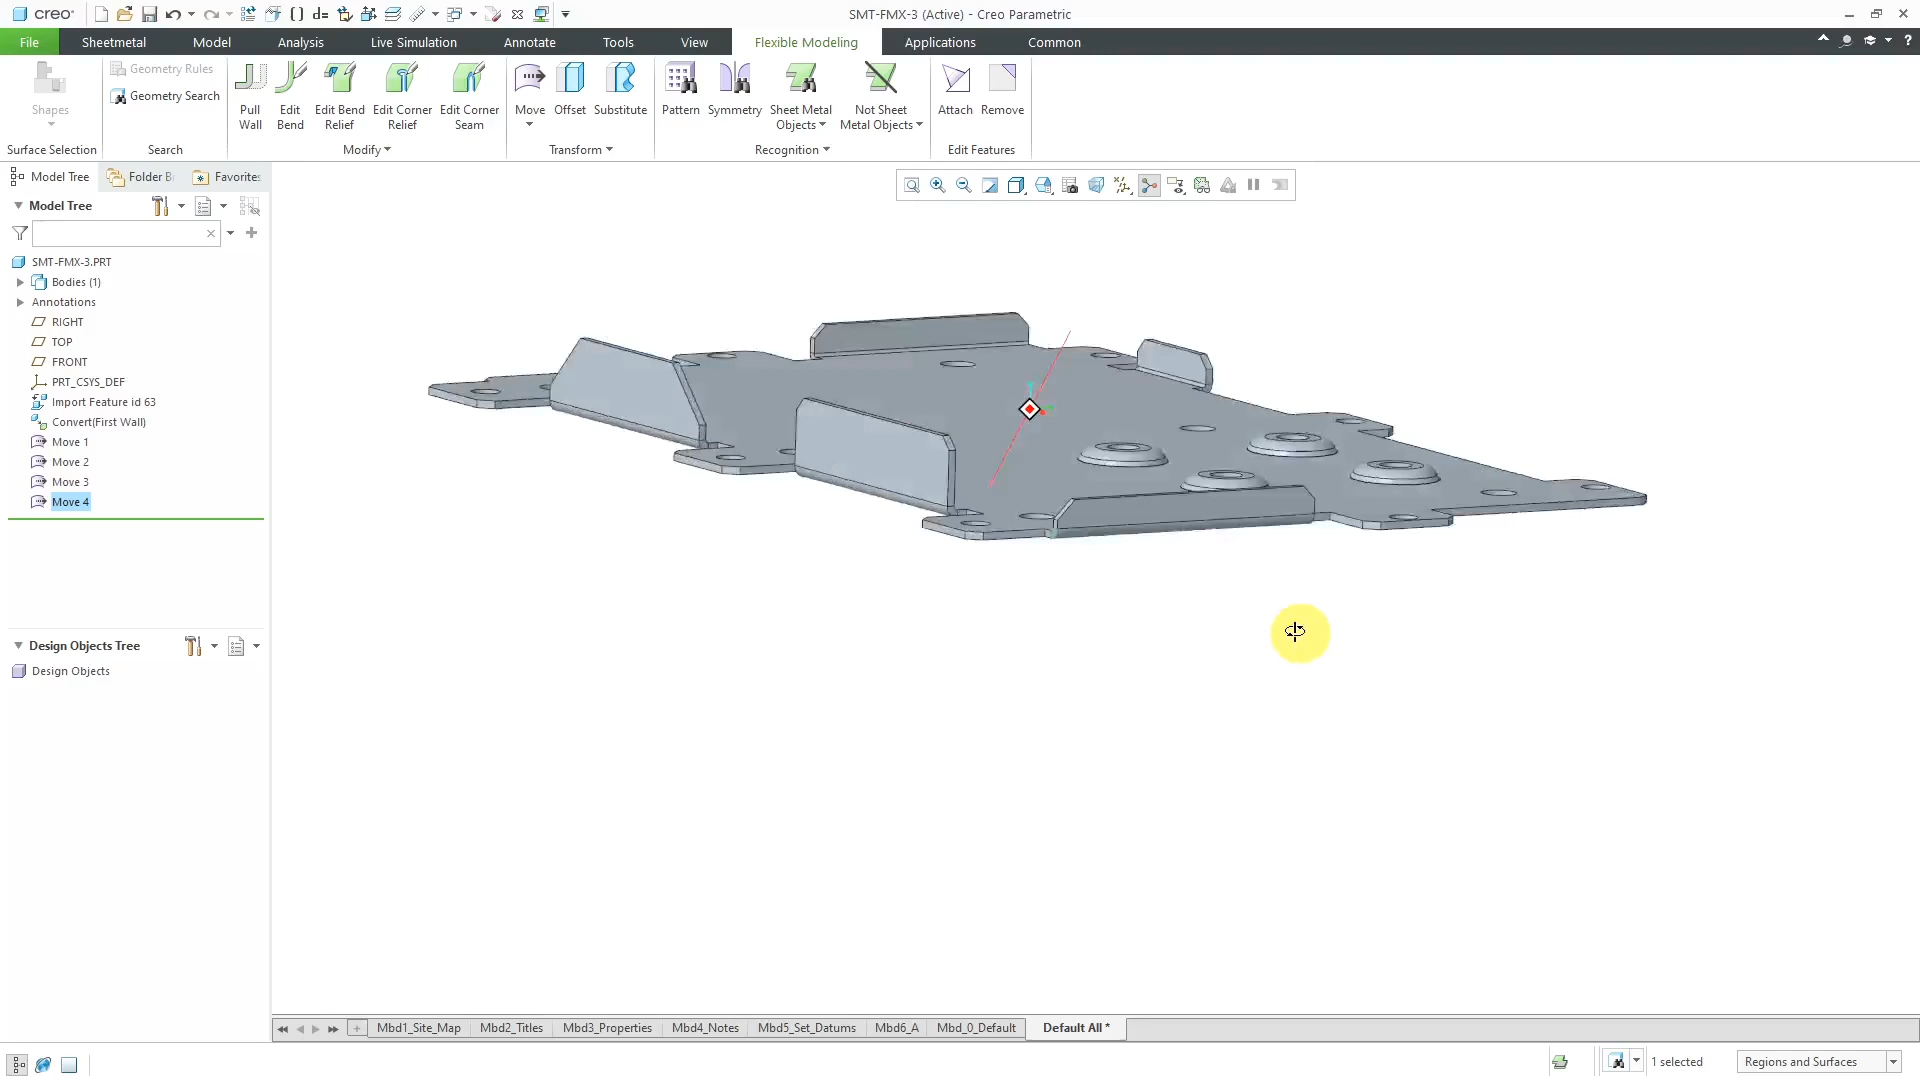 creo
SMT-FMX-3 (Active) - Creo Parametric
File
Sheetmetal
Model
Analysis
Live Simulation
Annotate
Tools
View
Flexible Modeling
Applications
Common
Shapes
Surface Selection
Geometry Rules
Geometry Search
Search
Pull
Wall
Edit
Bend
Edit Bend
Relief
Edit Corner
Relief
Edit Corner
Seam
Modify
Move
Offset
Substitute
Transform
Pattern
Symmetry
Sheet Metal
Objects
Not Sheet
Metal Objects
Recognition
Attach
Remove
Edit Features
Model Tree
Folder B
Favorites
Model Tree
SMT-FMX-3.PRT
Bodies (1)
Annotations
RIGHT
TOP
FRONT
PRT_CSYS_DEF
Import Feature id 63
Convert(First Wall)
Move 1
Move 2
Move 3
Move 4
Design Objects Tree
Design Objects
Mbd1_Site_Map
Mbd2_Titles
Mbd3_Properties
Mbd4_Notes
Mbd5_Set_Datums
Mbd6_A
Mbd_0_Default
Default All *
1 selected
Regions and Surfaces